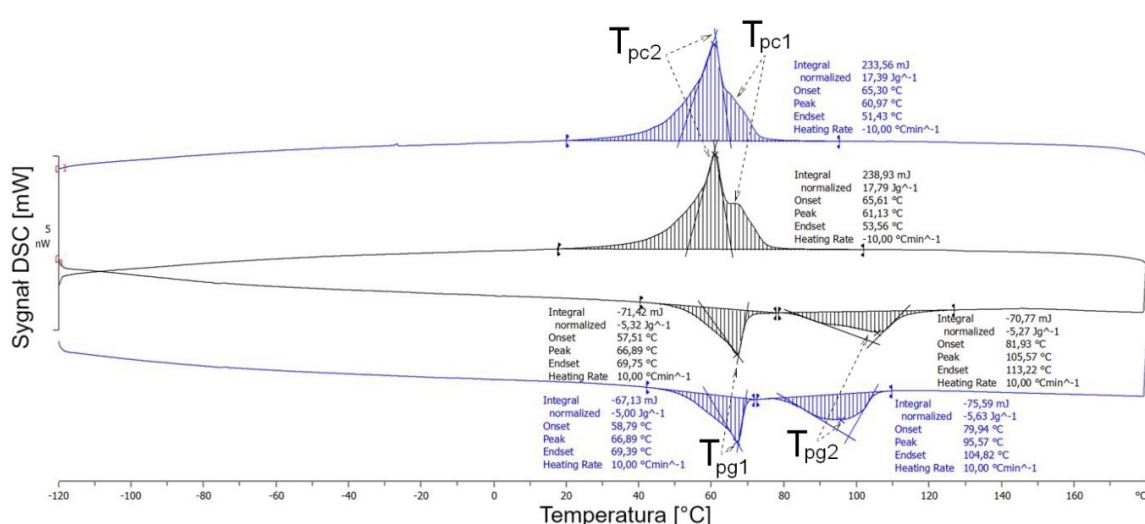 Tpc2
Tpc1
Integral 233,56 mJ
normalized 17,39 Jg^-1
Onset 65,30 °C
Peak 60,97 °C
Endset 51,43 °C
Heating Rate -10,00 °Cmin^-1
Integral 238,93 mJ
normalized 17,79 Jg^-1
Onset 65,61 °C
Peak 61,13 °C
Endset 53,56 °C
Heating Rate -10,00 °Cmin^-1
Sygnał DSC [mW]
5
Integral -71,42 mJ
normalized -5,32 Jg^-1
Onset 57,51 °C
Peak 66,89 °C
Endset 69,75 °C
Heating Rate 10,00 °Cmin^-1
Integral -70,77 mJ
normalized -5,27 Jg^-1
Onset 81,93 °C
Peak 105,57 °C
Endset 113,22 °C
Heating Rate 10,00 °Cmin^-1
Integral -67,13 mJ
normalized -5,00 Jg^-1
Onset 58,79 °C
Peak 66,89 °C
Endset 69,39 °C
Heating Rate 10,00 °Cmin^-1
Tpg1
Tpg2
Integral -75,59 mJ
normalized -5,63 Jg^-1
Onset 79,94 °C
Peak 95,57 °C
Endset 104,82 °C
Heating Rate 10,00 °Cmin^-1
-120 -100 -80 -60 -40 -20 0 20 40 60 80 100 120 140 160 °C
Temperatura [°C]